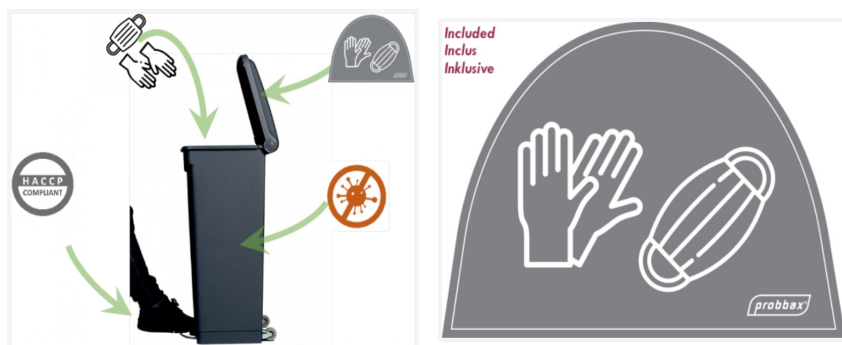 HACCP
COMPLIANT
Included
Inclus
Inklusive
probbax®